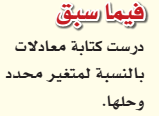 فيما سبق
درست كتابة معادلات
بالنسبة لمتغير محدد
وحلها.